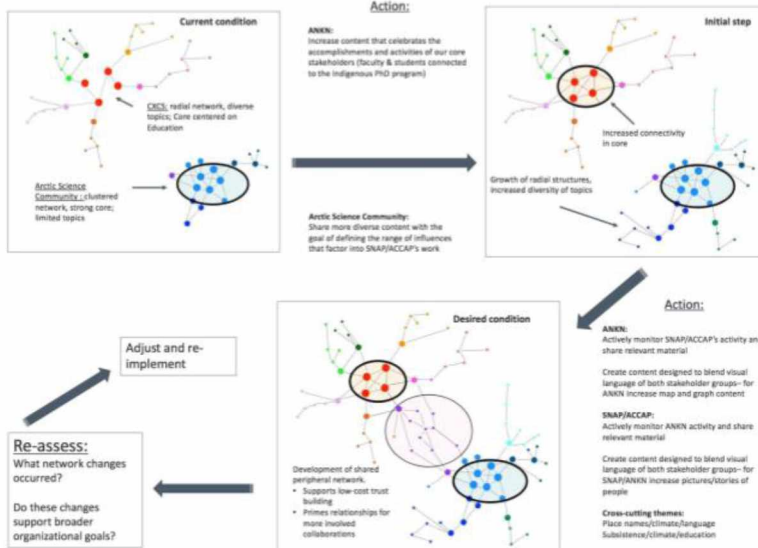 Current condition
CKCS: radial network, diverse
topics; Core centered on
Education
Arctic Science
Community : clustered
network, strong core;
limited topics
Action:
ANKN:
Increase content that celebrates the
accomplishments and activities of our core
stakeholders (faculty & students connected
to the Indigenous PhD program)
Arctic Science Community:
Share more diverse content with the
goal of defining the range of influences
that factor into SNAP/ACCAP's work
Initial step
Increased connectivity
in core
Growth of radial structures,
increased diversity of topics
Action:
ANKN:
Actively monitor SNAP/ACCAP's activity an
share relevant material
Create content designed to blend visual
language of both stakeholder groups– for
ANKN increase map and graph content
SNAP/ACCAP:
Actively monitor ANKN activity and share
relevant material
Create content designed to blend visual
language of both stakeholder groups– for
SNAP/ANKN increase pictures/stories of
people
Cross-cutting themes:
Place names/climate/language
Subsistence/climate/education
Desired condition
Development of shared
peripheral network.
• Supports low-cost trust
building
• Primes relationships for
more involved
collaborations
Re-assess:
What network changes
occurred?
Do these changes
support broader
organizational goals?
Adjust and re-
implement